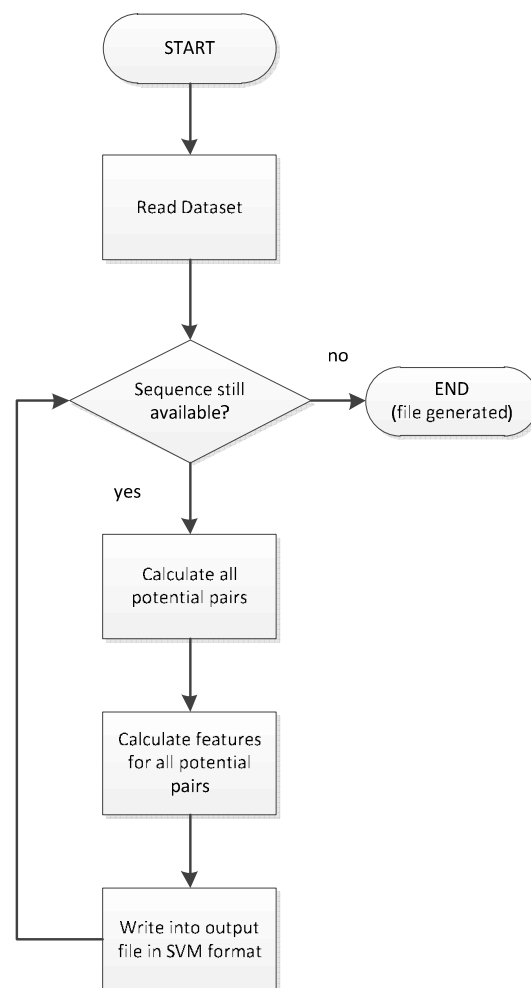 START
Read Dataset
Sequence still
available?
no
END
(file generated)
yes
Calculate all
potential pairs
Calculate features
for all potential
pairs
Write into output
file in SVM format